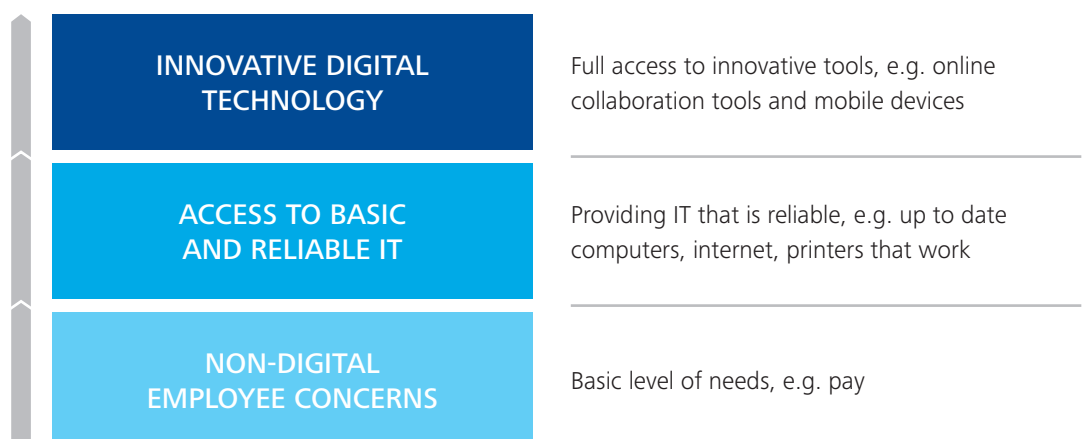 INNOVATIVE DIGITAL
TECHNOLOGY
Full access to innovative tools, e.g. online
collaboration tools and mobile devices
ACCESS TO BASIC
AND RELIABLE IT
Providing IT that is reliable, e.g. up to date
computers, internet, printers that work
NON-DIGITAL
EMPLOYEE CONCERNS
Basic level of needs, e.g. pay